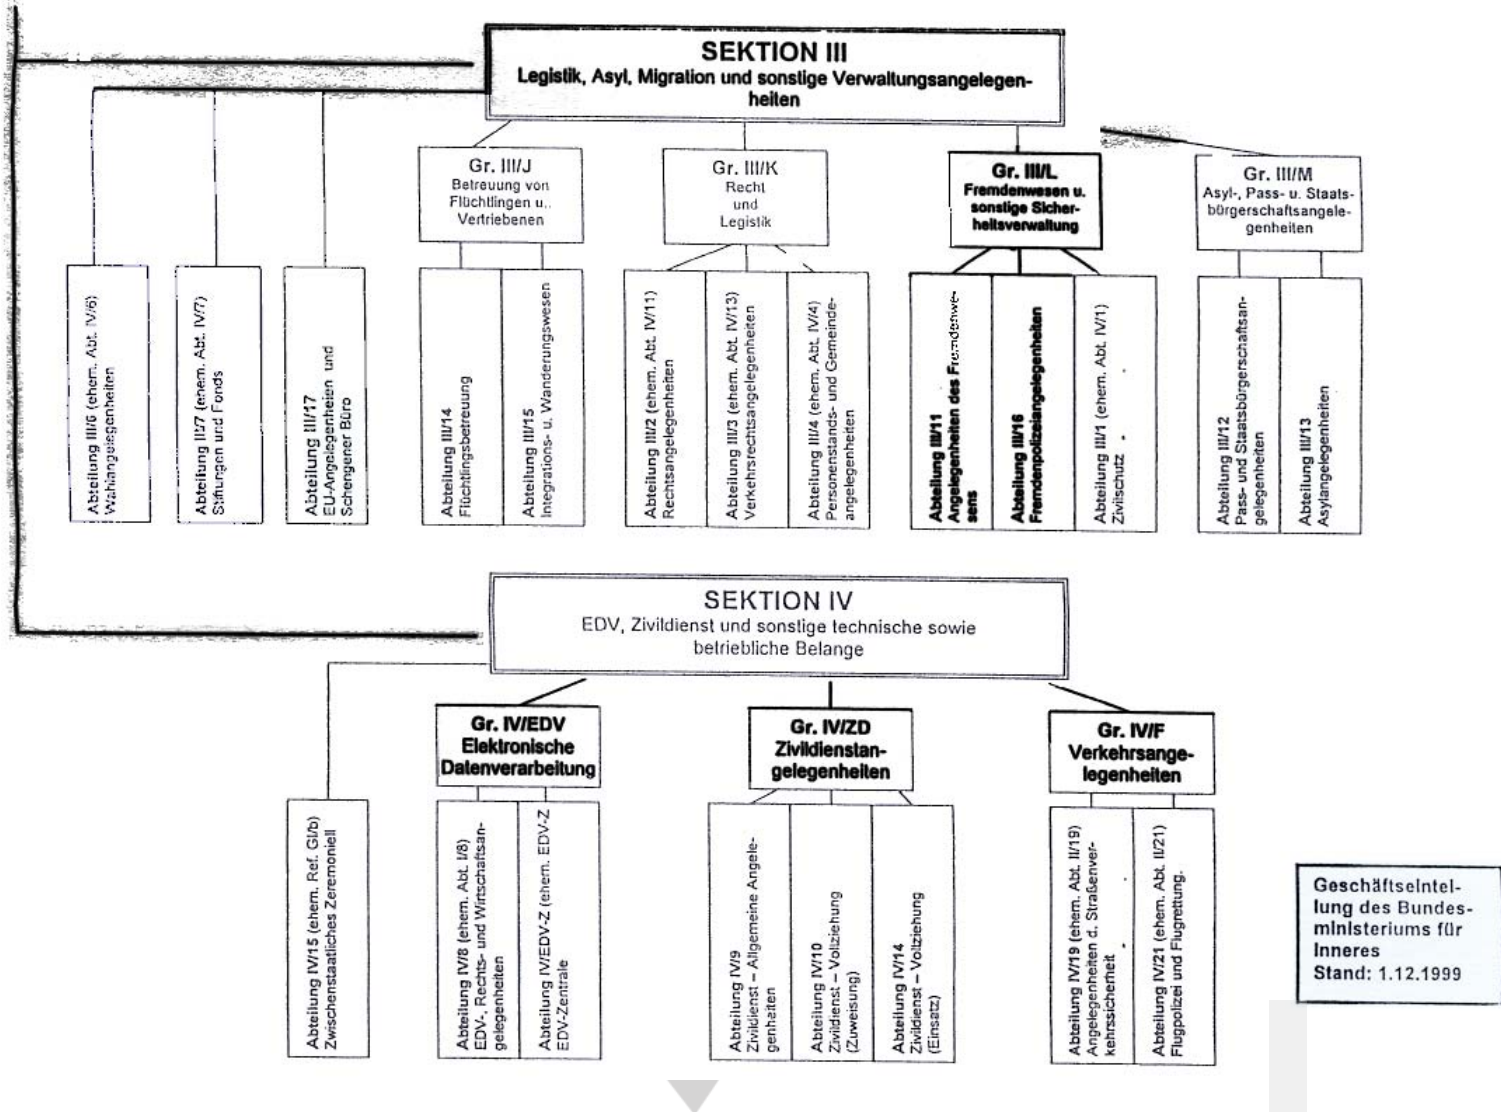 SEKTION III
Legistik, Asyl, Migration und sonstige Verwaltungsangelegen-
heiten
Gr. III/J
Betreuung von
Flüchtlingen u.
Vertriebenen
Gr. III/K
Recht
und
Legistik
Gr. III/L
Fremdenwesen u.
sonstige Sicher-
heitsverwaltung
Gr. III/M
Asyl-, Pass- u. Staats-
bürgerschaftsangele-
genheiten
Abteilung III/6 (ehem. Abt. IV/6)
Wahlangelegenheiten
Abteilung III/7 (ehem. Abt. IV/7)
Stiftungen und Fonds
Abteilung III/17
EU-Angelegenheien und
Schengener Büro
Abteilung III/14
Flüchtlingsbetreuung
Abteilung III/15
Integrations- u. Wanderungswesen
Abteilung III/2 (ehem. Abt. IV/11)
Rechtsangelegenheiten
Abteilung III/3 (ehem. Abt. IV/13)
Verkehrsrechtsangelegenheiten
Abteilung III/4 (ehem. Abt. IV/4)
Personenstands- und Gemeinde-
angelegenheiten
Abteilung III/11
Angelegenheiten des Fremdenwe-
sens
Abteilung III/16
Fremdenpolizeiangelegenheiten
Abteilung III/1 (ehem. Abt. IV/1)
Zivilschutz
Abteilung III/12
Pass- und Staatsbürgerschaftsan-
gelegenheiten
Abteilung III/13
Asylangelegenheiten
SEKTION IV
EDV, Zivildienst und sonstige technische sowie
betriebliche Belange
Gr. IV/EDV
Elektronische
Datenverarbeitung
Gr. IV/ZD
Zivildienstan-
gelegenheiten
Gr. IV/F
Verkehrsange-
legenheiten
Abteilung IV/15 (ehem. Ref. GI/b)
Zwischenstaatliches Zeremoniell
Abteilung IV/8 (ehem. Abt. I/8)
EDV-, Rechts- und Wirtschaftsan-
gelegenheiten
Abteilung IV/EDV-Z (ehem. EDV-Z
EDV-Zentrale
Abteilung IV/9
Zivildienst – Allgemeine Angele-
genheiten
Abteilung IV/10
Zivildienst – Vollziehung
(Zuweisung)
Abteilung IV/14
Zivildienst – Vollziehung
(Einsatz)
Abteilung IV/19 (ehem. Abt. II/19)
Angelegenheiten d. Straßenver-
kehrssicherheit
Abteilung IV/21 (ehem. Abt. II/21)
Flugpolizei und Flugrettung.
Geschäftseintei-
lung des Bundes-
ministeriums für
Inneres
Stand: 1.12.1999